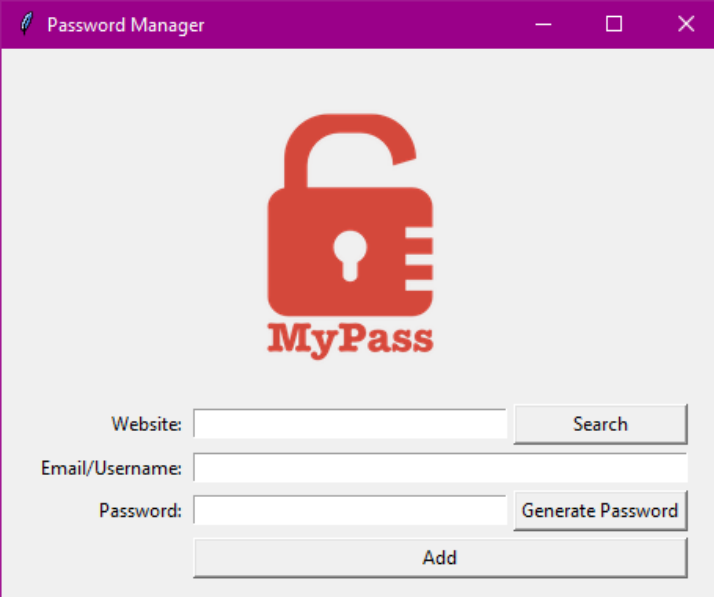 Password Manager
MyPass
Website: Search
Email/Username:
Password: Generate Password
Add